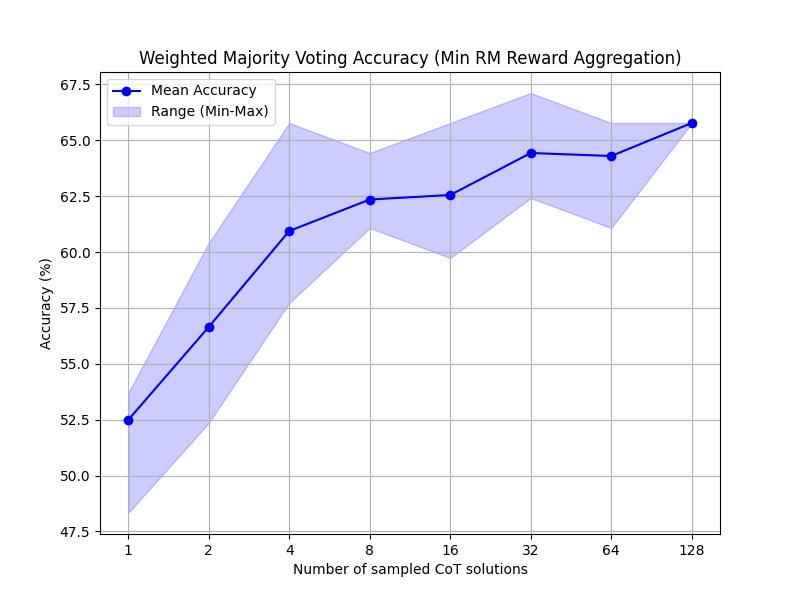 Weighted Majority Voting Accuracy (Min RM Reward Aggregation)
Mean Accuracy
Range (Min-Max)
67.5
65.0
62.5
60.0
57.5
55.0
52.5
50.0
47.5
Accuracy (%)
1 2 4 8 16 32 64 128
Number of sampled CoT solutions